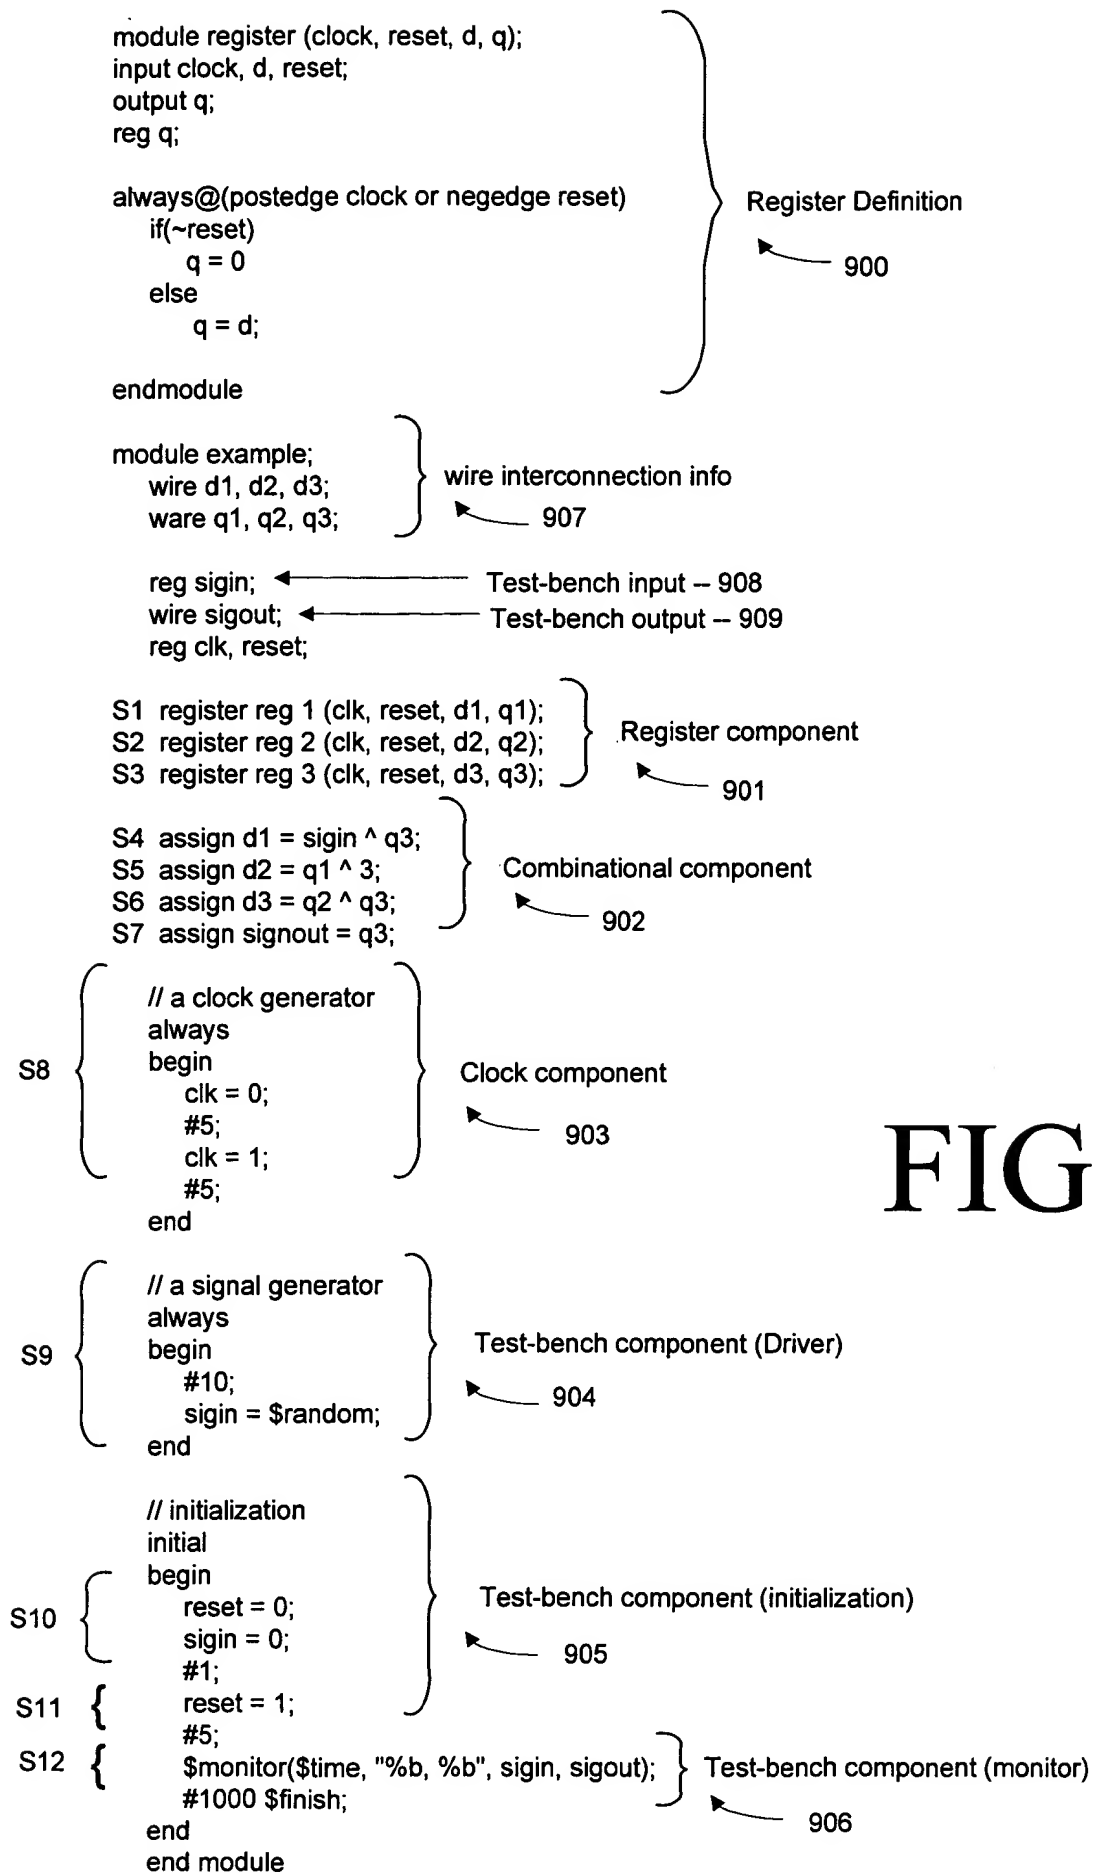 module register (clock, reset, d, q);
input clock, d, reset;
output q;
reg q;
always@(postedge clock or negedge reset)
if(~reset)
q = 0
else
q = d;
endmodule
Register Definition
900
module example;
wire d1, d2, d3;
ware q1, q2, q3;
wire interconnection info
907
reg sigin; Test-bench input -- 908
wire sigout; Test-bench output -- 909
reg clk, reset;
S1 register reg 1 (clk, reset, d1, q1);
S2 register reg 2 (clk, reset, d2, q2);
S3 register reg 3 (clk, reset, d3, q3);
Register component
901
S4 assign d1 = sigin ^ q3;
S5 assign d2 = q1 ^ 3;
S6 assign d3 = q2 ^ q3;
S7 assign signout = q3;
Combinational component
902
S8
// a clock generator
always
begin
clk = 0;
#5;
clk = 1;
#5;
end
Clock component
903
FIG
S9
// a signal generator
always
begin
#10;
sigin = $random;
end
Test-bench component (Driver)
904
// initialization
initial
begin
S10
reset = 0;
sigin = 0;
#1;
S11 reset = 1;
#5;
Test-bench component (initialization)
905
S12 $monitor($time, "%b, %b", sigin, sigout);
#1000 $finish;
Test-bench component (monitor)
906
end
end module